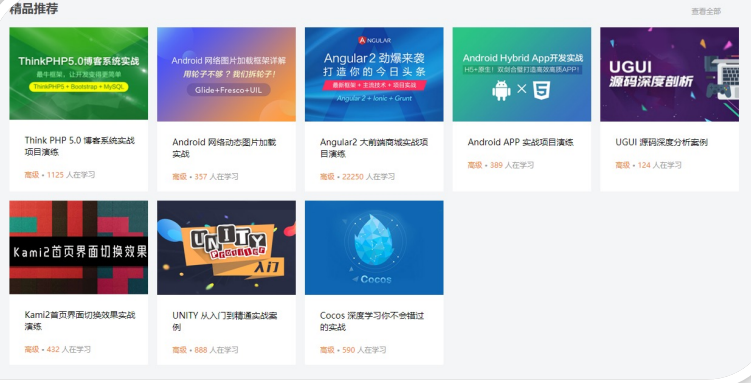 精品推荐
查看全部
ThinkPHP5.0博客系统实战
最牛框架,让开发变得更简单
ThinkPHP5 + Bootstrap + MySQL
Think PHP 5.0 博客系统实战
项目演练
高级 • 1125 人在学习
Android 网络图片加载框架详解
用轮子不够?我们拆轮子!
Glide+Fresco+UIL
Android 网络动态图片加载
实战
高级 • 357 人在学习
ANGULAR
Angular2 劲爆来袭
打造你的今日头条
最新框架 + 主流技术 + 项目实战
Angular 2 + Ionic + Grunt
Angular2 大前端商城实战项
目演练
高级 • 22250 人在学习
Android Hybrid App开发实战
H5+原生!双剑合璧打造高效高质APP!
Android APP 实战项目演练
高级 • 389 人在学习
UGUI
源码深度剖析
UGUI 源码深度分析案例
高级 • 124 人在学习
Kami2首页界面切换效果
Kami2首页界面切换效果实战
演练
高级 • 432 人在学习
UNITY
入门
UNITY 从入门到精通实战案
例
高级 • 888 人在学习
Cocos
Cocos 深度学习你不会错过
的实战
高级 • 590 人在学习